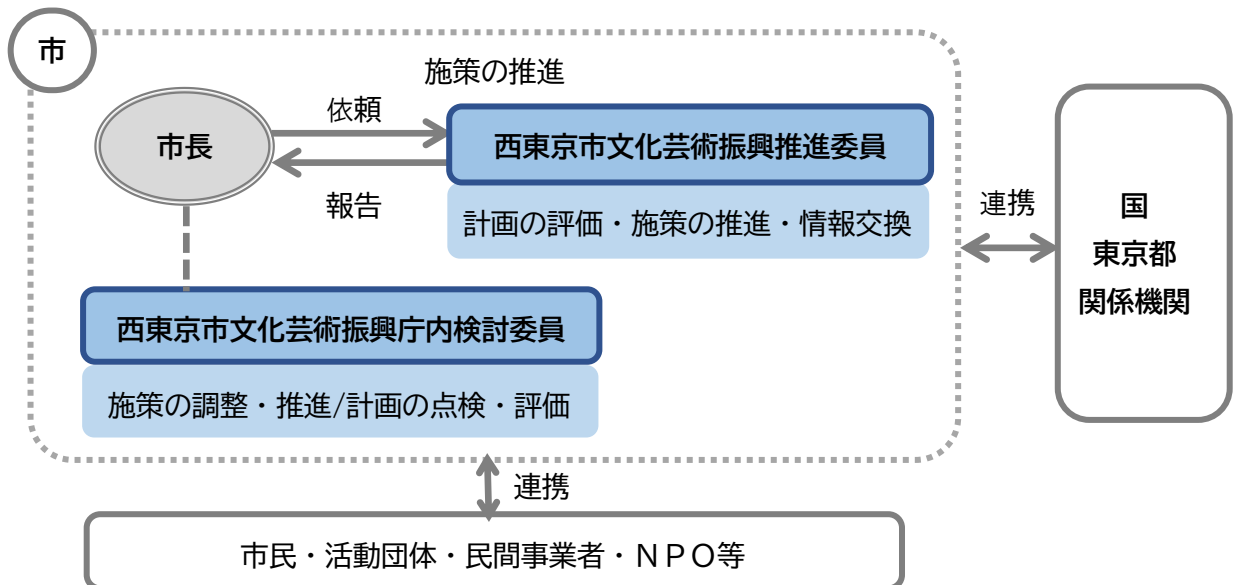 市
施策の推進
依頼
市長
西東京市文化芸術振興推進委員
報告
計画の評価・施策の推進・情報交換
連携
国
東京都
関係機関
西東京市文化芸術振興庁内検討委員
施策の調整・推進/計画の点検・評価
連携
市民・活動団体・民間事業者・ＮＰＯ等